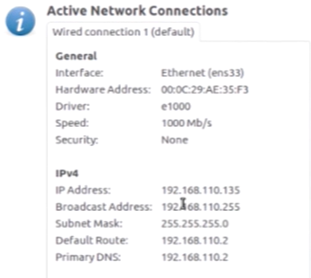 Active Network Connections
Wired connection 1 (default)
General
Interface: Ethernet (ens33)
Hardware Address: 00:0C:29:AE:35:F3
Driver: e1000
Speed: 1000 Mb/s
Security: None
IPv4
IP Address: 192.168.110.135
Broadcast Address: 192.168.110.255
Subnet Mask: 255.255.255.0
Default Route: 192.168.110.2
Primary DNS: 192.168.110.2